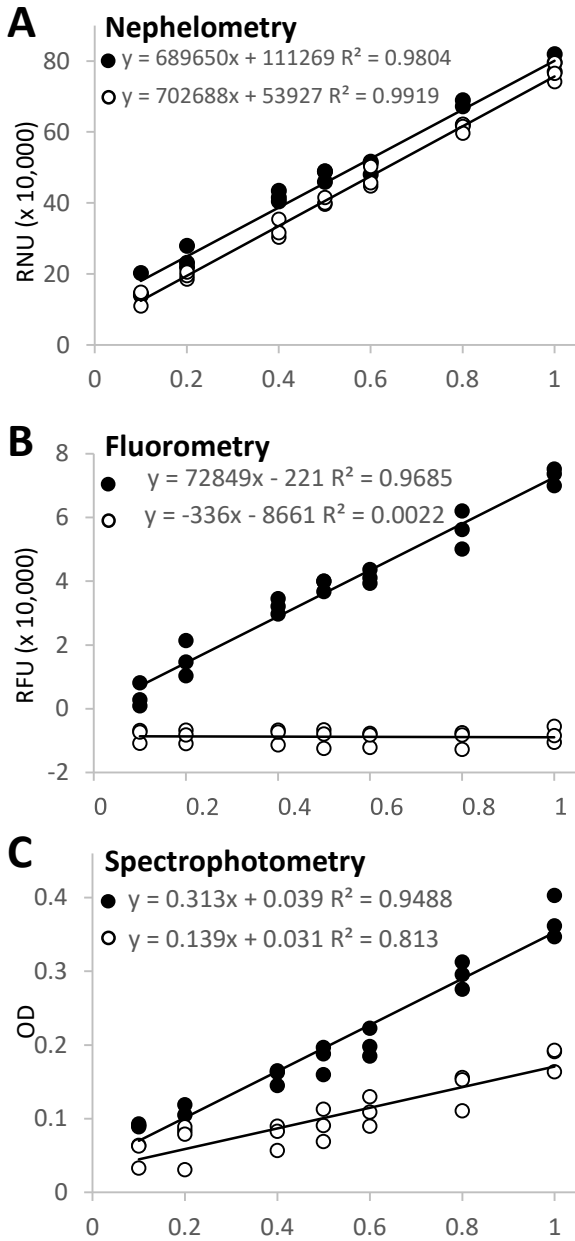 A Nephelometry
y = 689650x + 111269 R² = 0.9804
y = 702688x + 53927 R² = 0.9919
80
60
40
20
0
RNU (x 10,000)
0 0.2 0.4 0.6 0.8 1
B Fluorometry
y = 72849x - 221 R² = 0.9685
y = -336x - 8661 R² = 0.0022
8
6
4
2
0
-2
RFU (x 10,000)
0 0.2 0.4 0.6 0.8 1
C Spectrophotometry
y = 0.313x + 0.039 R² = 0.9488
y = 0.139x + 0.031 R² = 0.813
0.4
0.3
0.2
0.1
0
OD
0 0.2 0.4 0.6 0.8 1